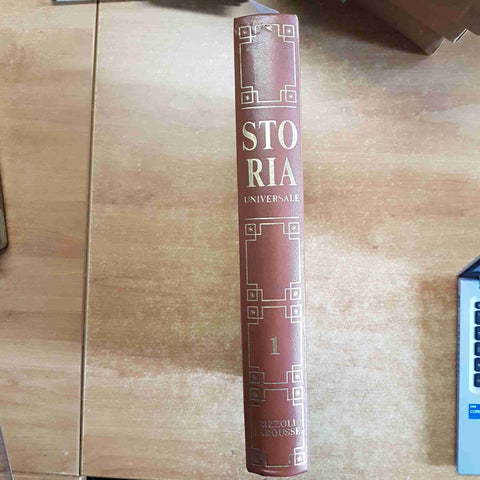 STO
RIA
UNIVERSALE
1
RIZZOLI
LAROUSSE